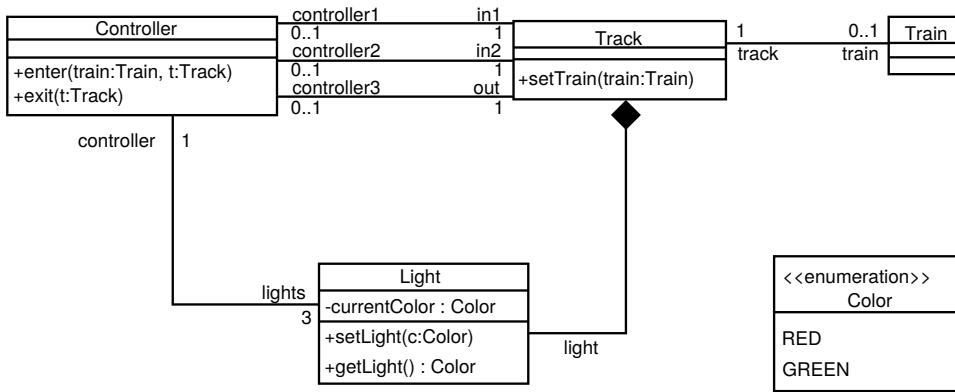 Controller
+enter(train:Train, t:Track)
+exit(t:Track)
controller1
in1
0..1
1
controller2
in2
0..1
1
controller3
out
0..1
1
Track
+setTrain(train:Train)
1
0..1
track
train
Train
controller
1
lights
3
Light
-currentColor : Color
+setLight(c:Color)
+getLight() : Color
light
<<enumeration>>
Color
RED
GREEN